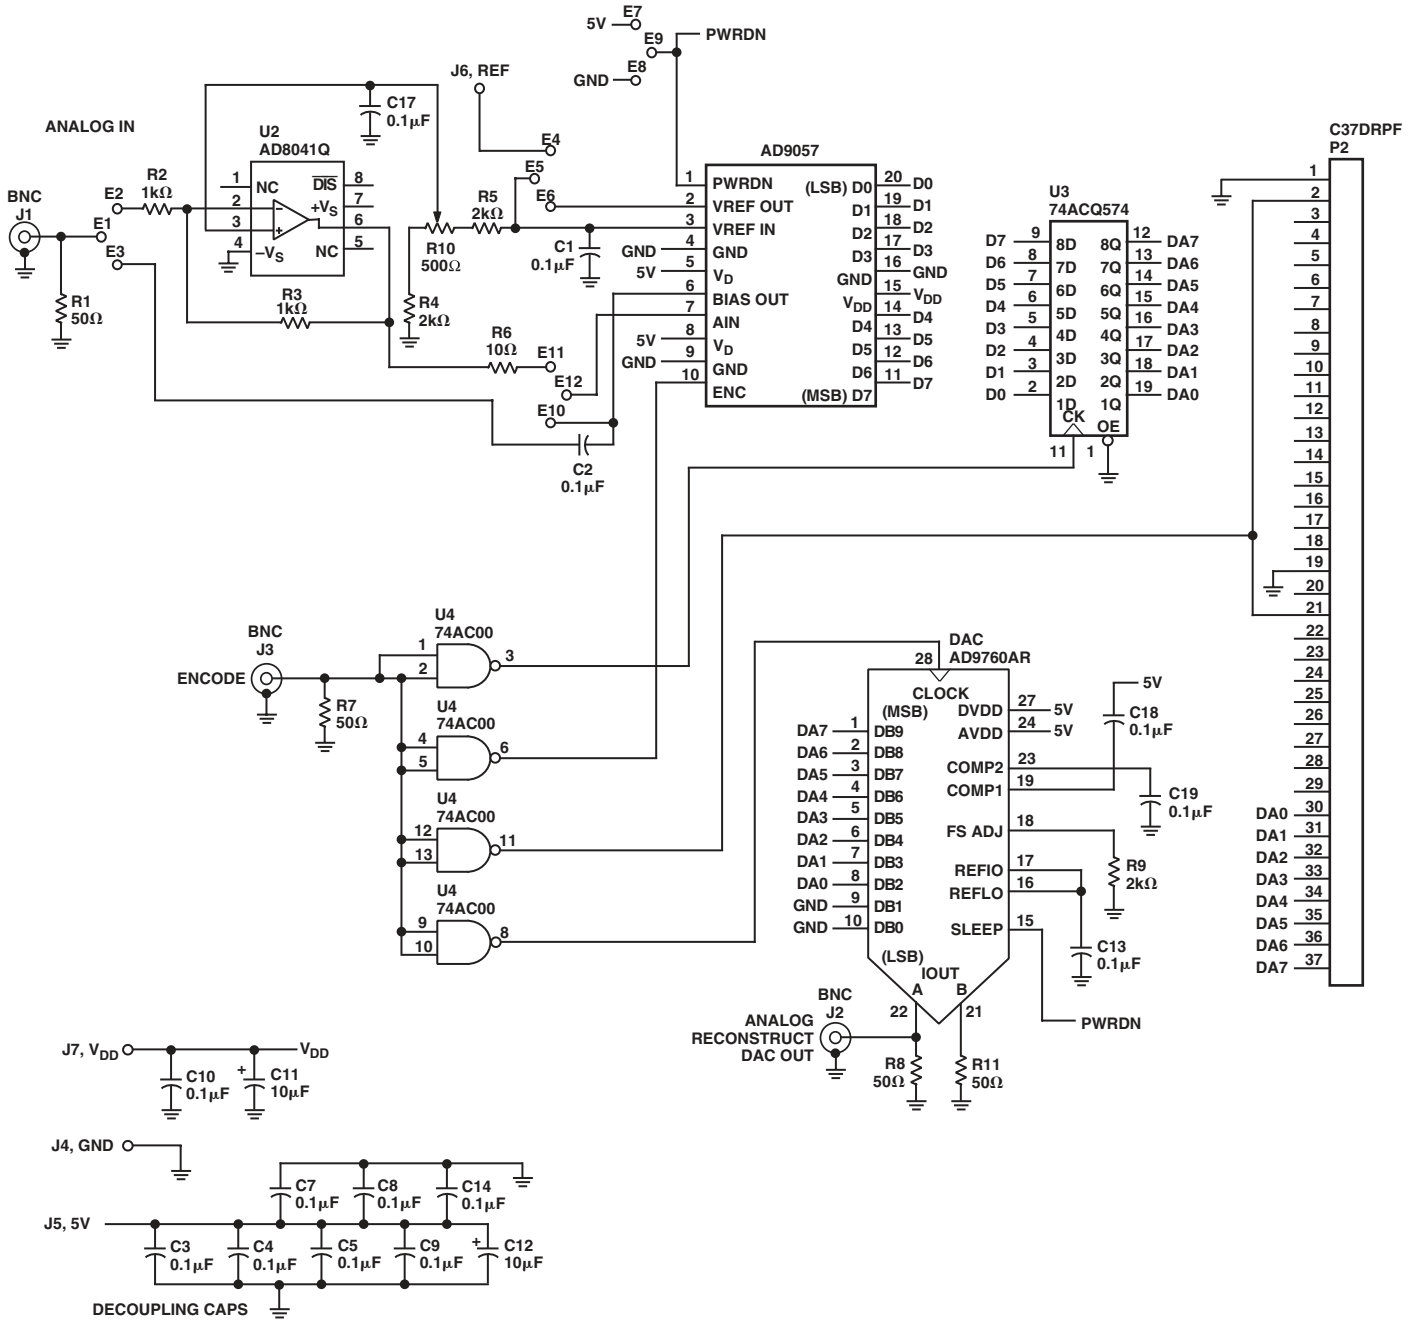 5V
E7
E9
PWRDN
GND
E8
J6, REF
ANALOG IN
C17
0.1µF
U2
AD8041Q
1
NC
2
–
3
+
4
–VS
DIS
8
+VS
7
6
NC
5
BNC
J1
E2
E1
E3
R2
1kΩ
R1
50Ω
R3
1kΩ
R4
2kΩ
R10
500Ω
R5
2kΩ
E4
E5
E6
C1
0.1µF
R6
10Ω
E11
E12
E10
C2
0.1µF
AD9057
1
PWRDN
2
VREF OUT
3
VREF IN
GND
4
GND
5V
5
VD
6
BIAS OUT
7
AIN
5V
8
VD
GND
9
GND
10
ENC
(LSB) D0
20
D0
D1
19
D1
D2
18
D2
D3
17
D3
GND
16
GND
VDD
15
VDD
D4
14
D4
D5
13
D5
D6
12
D6
(MSB) D7
11
D7
U3
74ACQ574
D7
9
8D
8Q
12
DA7
D6
8
7D
7Q
13
DA6
D5
7
6D
6Q
14
DA5
D4
6
5D
5Q
15
DA4
D3
5
4D
4Q
16
DA3
D2
4
3D
3Q
17
DA2
D1
3
2D
2Q
18
DA1
D0
2
1D
1Q
19
DA0
CK
OE
11
1
C37DRPF
P2
1
2
3
4
5
6
7
8
9
10
11
12
13
14
15
16
17
18
19
20
21
22
23
24
25
26
27
28
29
DA0
30
DA1
31
DA2
32
DA3
33
DA4
34
DA5
35
DA6
36
DA7
37
BNC
J3
ENCODE
R7
50Ω
U4
74AC00
1
2
3
U4
74AC00
4
5
6
U4
74AC00
12
13
11
U4
74AC00
9
10
8
DAC
AD9760AR
28
CLOCK
(MSB)
DA7
1
DB9
DA6
2
DB8
DA5
3
DB7
DA4
4
DB6
DA3
5
DB5
DA2
6
DB4
DA1
7
DB3
DA0
8
DB2
GND
9
DB1
GND
10
DB0
(LSB)
DVDD
27
5V
AVDD
24
5V
COMP2
23
COMP1
19
FS ADJ
18
REFIO
17
REFLO
16
SLEEP
15
IOUT
A
B
22
21
5V
C18
0.1µF
C19
0.1µF
R9
2kΩ
C13
0.1µF
PWRDN
BNC
J2
ANALOG
RECONSTRUCT
DAC OUT
R8
50Ω
R11
50Ω
J7, VDD
VDD
C10
0.1µF
+
C11
10µF
J4, GND
C7
0.1µF
C8
0.1µF
C14
0.1µF
J5, 5V
C3
0.1µF
C4
0.1µF
C5
0.1µF
C9
0.1µF
+
C12
10µF
DECOUPLING CAPS